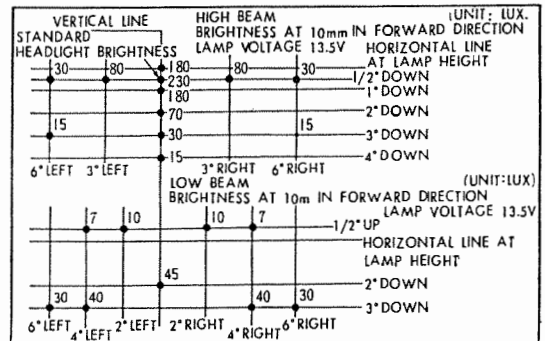 VERTICAL LINE
HIGH BEAM
(UNIT: LUX.
STANDARD
HEADLIGHT BRIGHTNESS
BRIGHTNESS AT 10mm IN FORWARD DIRECTION
LAMP VOLTAGE 13.5V
HORIZONTAL LINE
AT LAMP HEIGHT
30 80 180 80 30
230 1/2°DOWN
180 1°DOWN
70 2°DOWN
15 30 15 3°DOWN
15 4°DOWN
6°LEFT 3°LEFT 3°RIGHT 6°RIGHT
LOW BEAM
(UNIT:LUX)
BRIGHTNESS AT 10m IN FORWARD DIRECTION
LAMP VOLTAGE 13.5V
7 10 10 7 1/2°UP
HORIZONTAL LINE AT
LAMP HEIGHT
45 2°DOWN
30 40 40 30 3°DOWN
6°LEFT 4°LEFT 2°LEFT 2°RIGHT 4°RIGHT 6°RIGHT